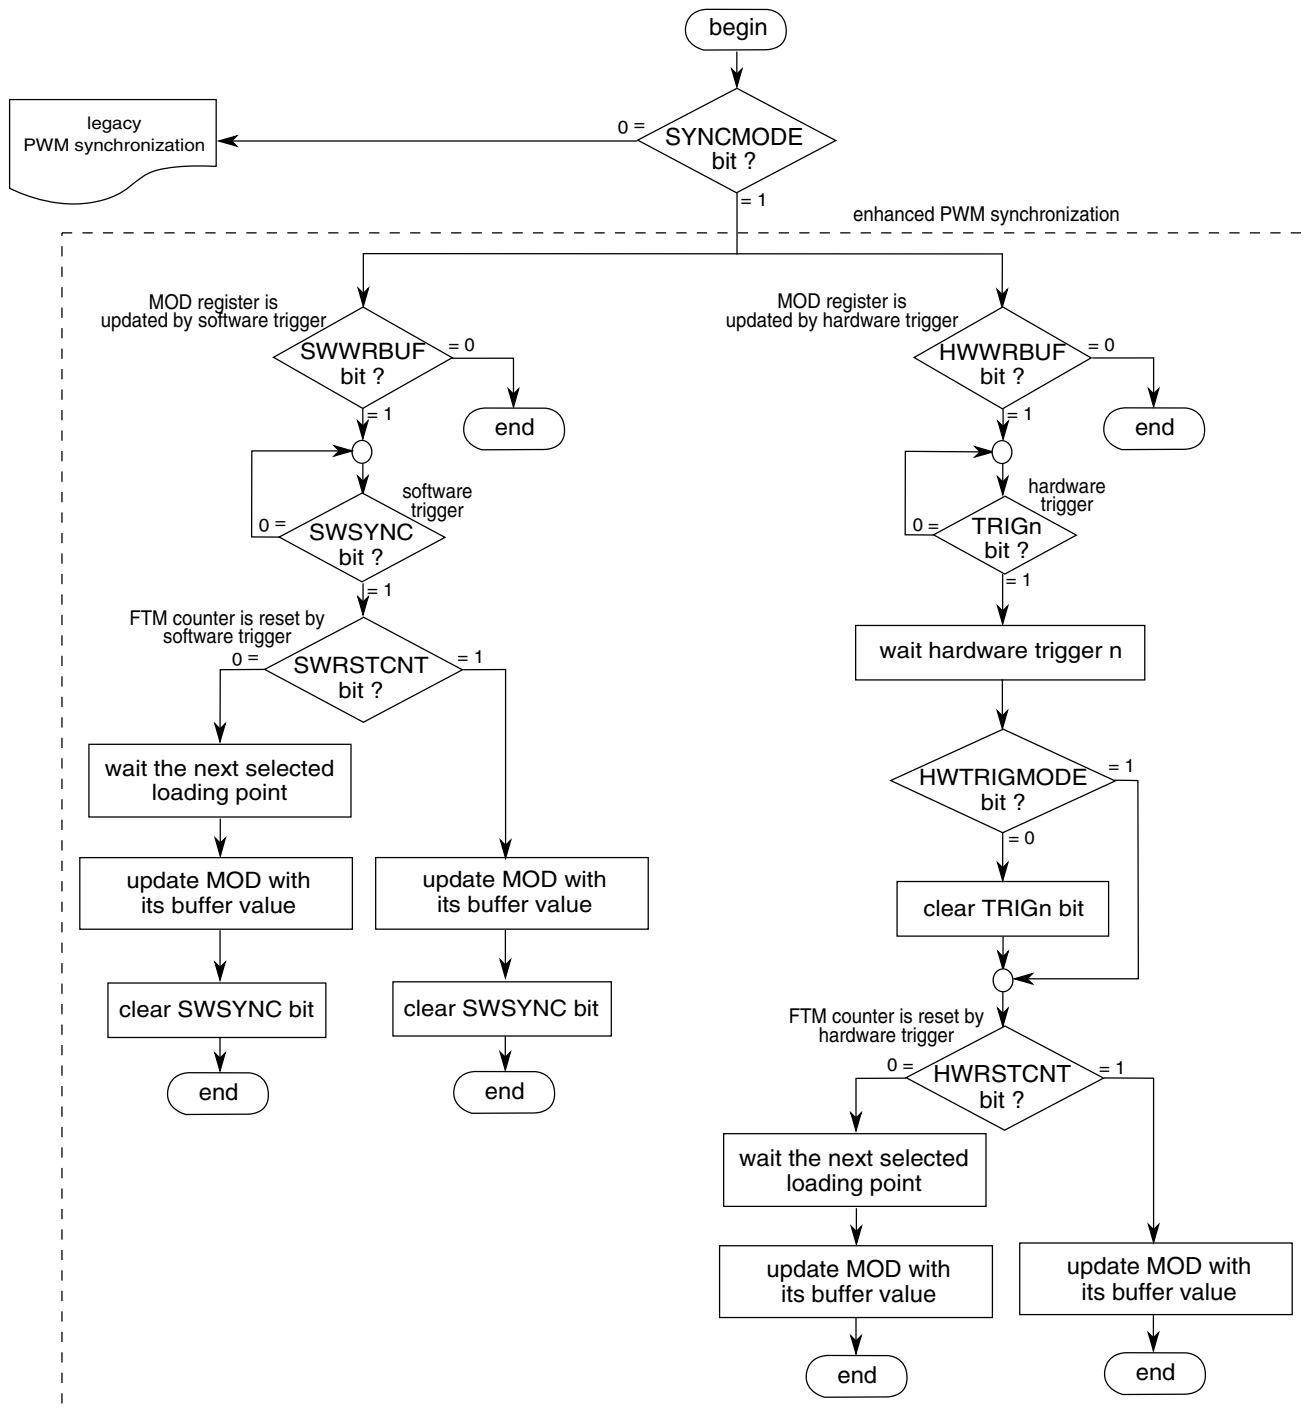 begin
legacy
PWM synchronization
0 =
SYNCMODE
bit ?
= 1
enhanced PWM synchronization
MOD register is
updated by software trigger
SWWRBUF
bit ?
= 0
= 1
end
software
trigger
0 =
SWSYNC
bit ?
= 1
FTM counter is reset by
software trigger
0 =
SWRSTCNT
bit ?
= 1
wait the next selected
loading point
update MOD with
its buffer value
clear SWSYNC bit
end
update MOD with
its buffer value
clear SWSYNC bit
end
MOD register is
updated by hardware trigger
HWWRBUF
bit ?
= 0
= 1
end
hardware
trigger
0 =
TRIGn
bit ?
= 1
wait hardware trigger n
HWTRIGMODE
bit ?
= 1
= 0
clear TRIGn bit
FTM counter is reset by
hardware trigger
0 =
HWRSTCNT
bit ?
= 1
wait the next selected
loading point
update MOD with
its buffer value
end
update MOD with
its buffer value
end